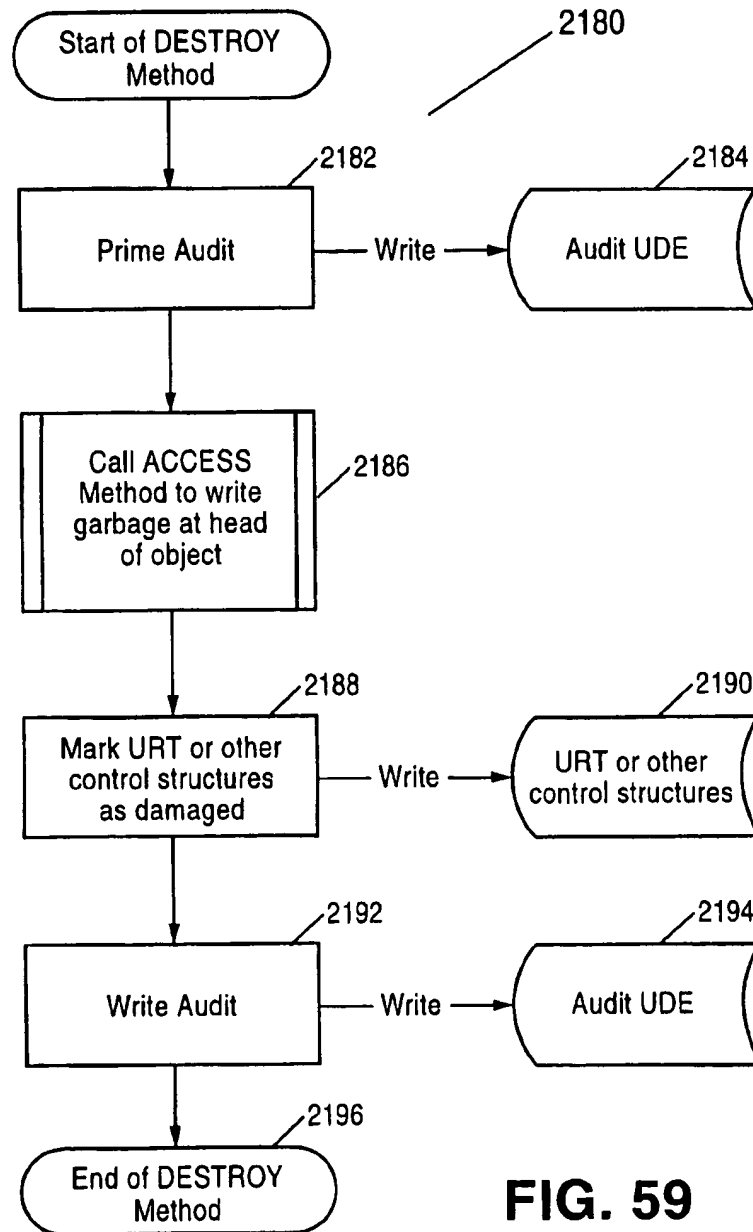 Start of DESTROY
Method
2180
2182
Prime Audit
Write
2184
Audit UDE
Call ACCESS
Method to write
garbage at head
of object
2186
2188
Mark URT or other
control structures
as damaged
Write
2190
URT or other
control structures
2192
Write Audit
Write
2194
Audit UDE
2196
End of DESTROY
Method
FIG. 59